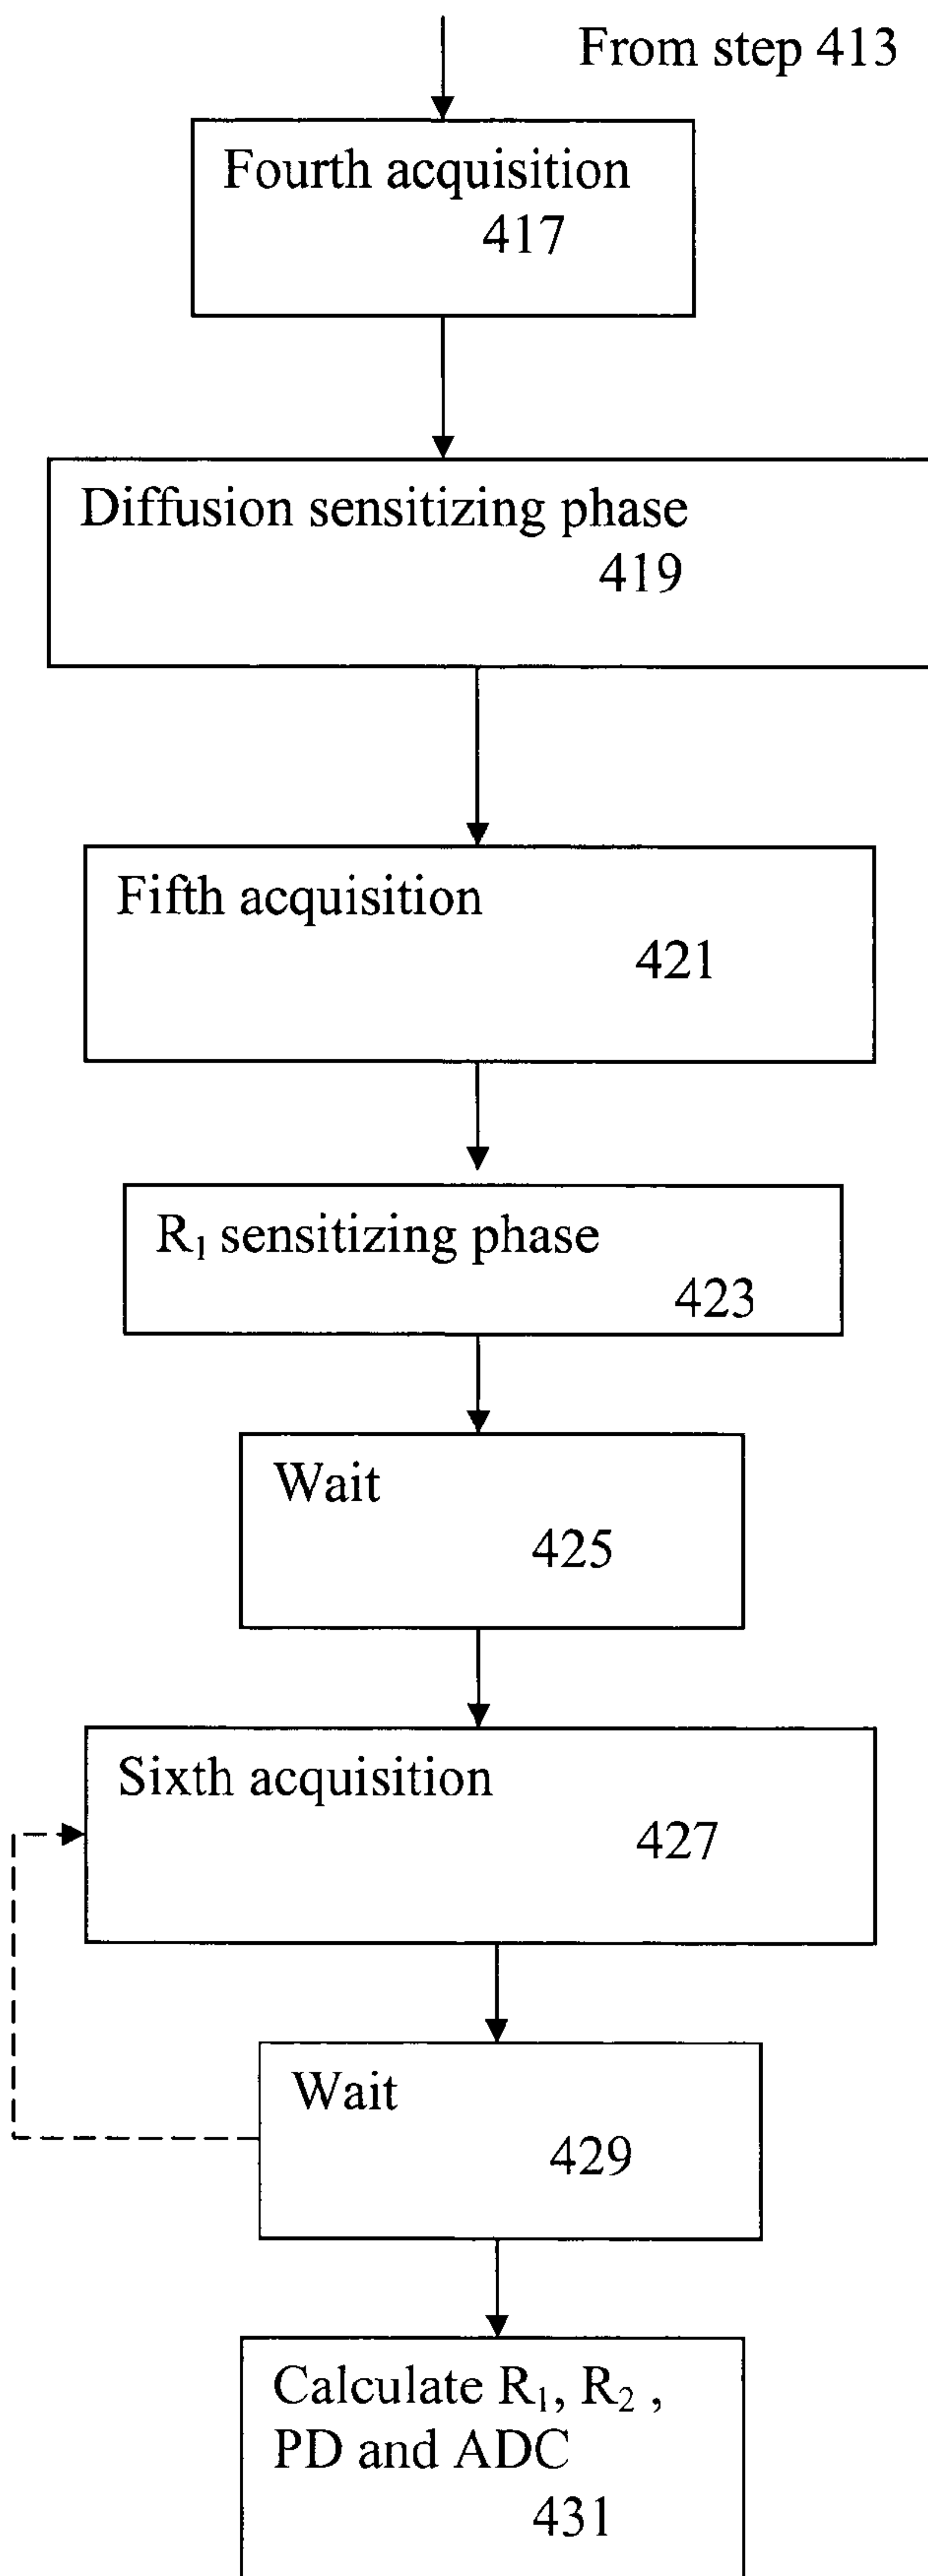 From step 413
Fourth acquisition
417
Diffusion sensitizing phase
419
Fifth acquisition
421
R₁ sensitizing phase
423
Wait
425
Sixth acquisition
427
Wait
429
Calculate R₁, R₂ ,
PD and ADC
431